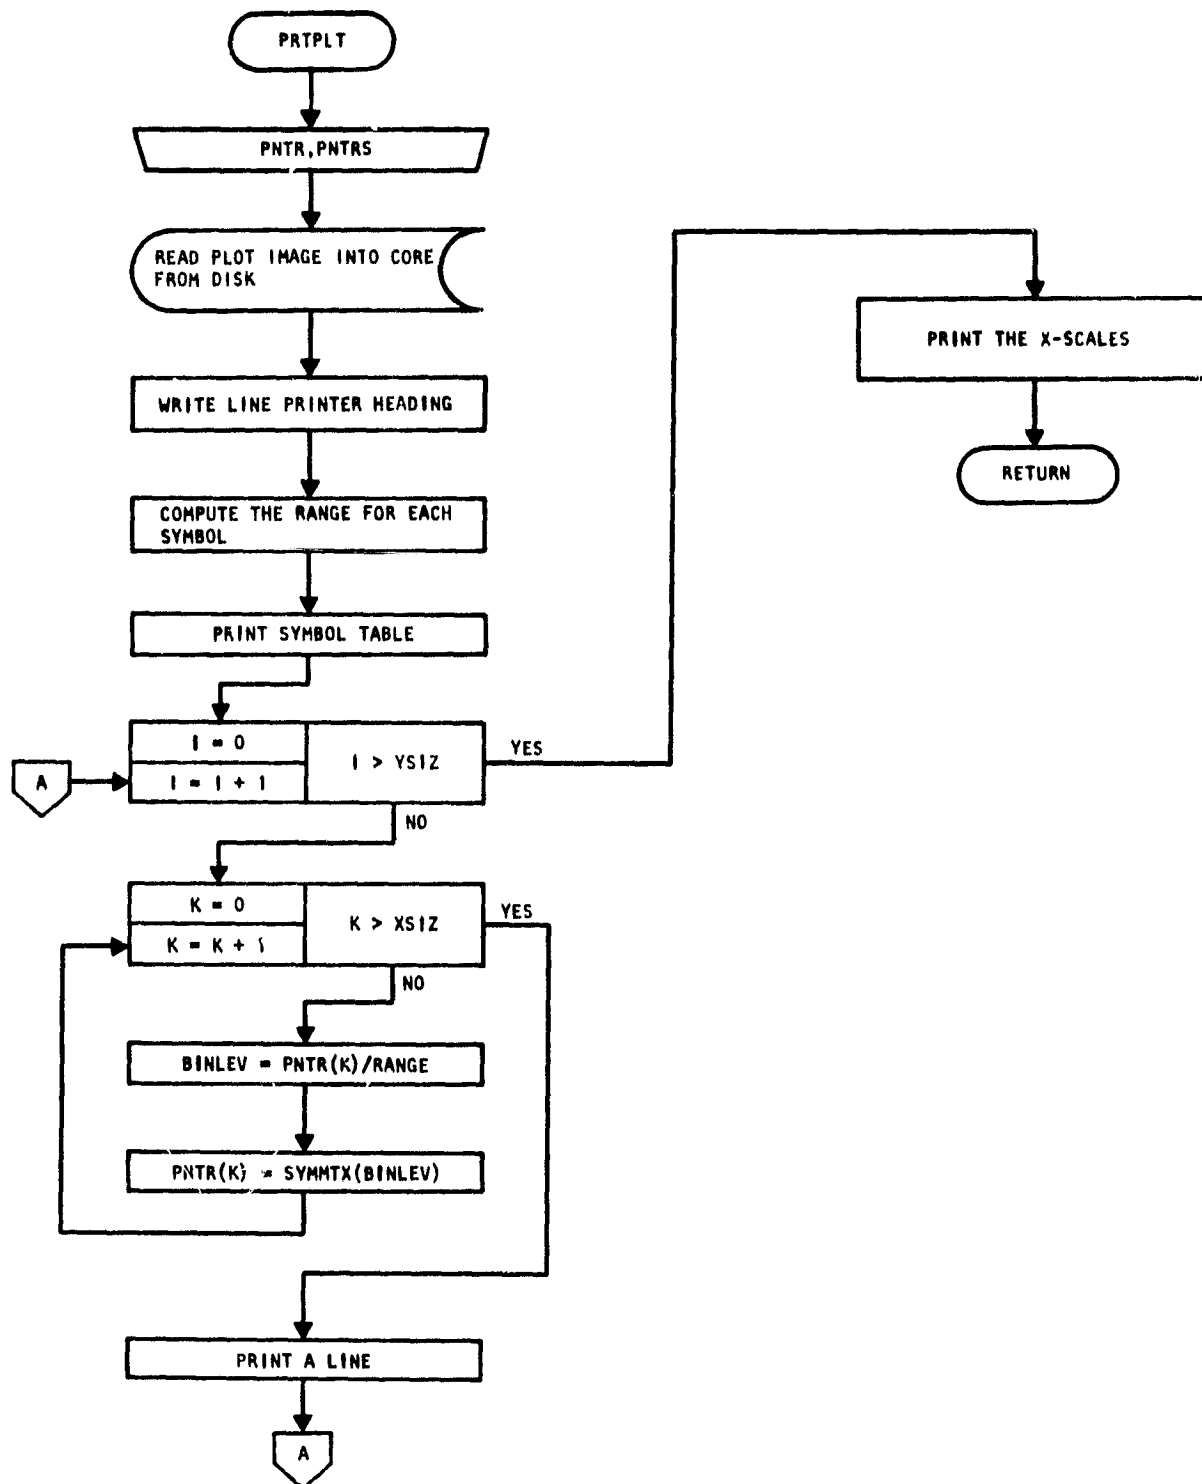 PRTPLT
PNTR,PNTRS
READ PLOT IMAGE INTO CORE
FROM DISK
WRITE LINE PRINTER HEADING
COMPUTE THE RANGE FOR EACH
SYMBOL
PRINT SYMBOL TABLE
I = 0
I = I + 1
I > YSIZ
YES
NO
A
K = 0
K = K + 1
K > XSIZ
YES
NO
BINLEV = PNTR(K)/RANGE
PNTR(K) = SYMMTX(BINLEV)
PRINT A LINE
A
PRINT THE X-SCALES
RETURN